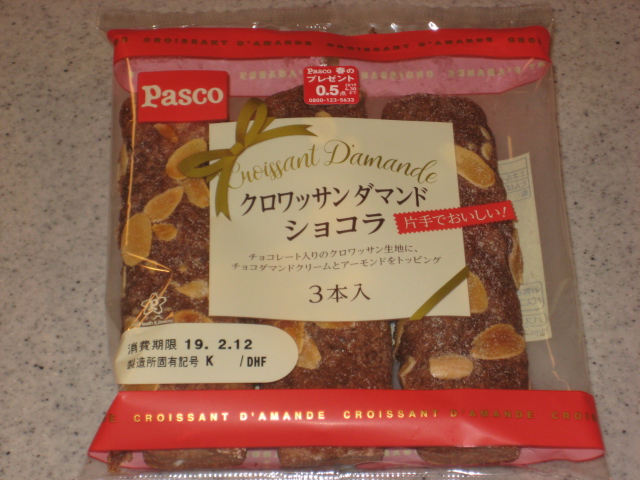 CROISSANT D'AMANDE CROISSANT D'AMANDE
Pasco
Pasco 春の
プレゼント
0.5点
0800-123-5633
Croissant D'amande
クロワッサンダマンド
ショコラ
片手でおいしい!
チョコレート入りのクロワッサン生地に、
チョコダマンドクリームとアーモンドをトッピング
3本入
消費期限 19. 2.12
製造所固有記号 K /DHF
CROISSANT D'AMANDE CROISSANT D'AMANDE